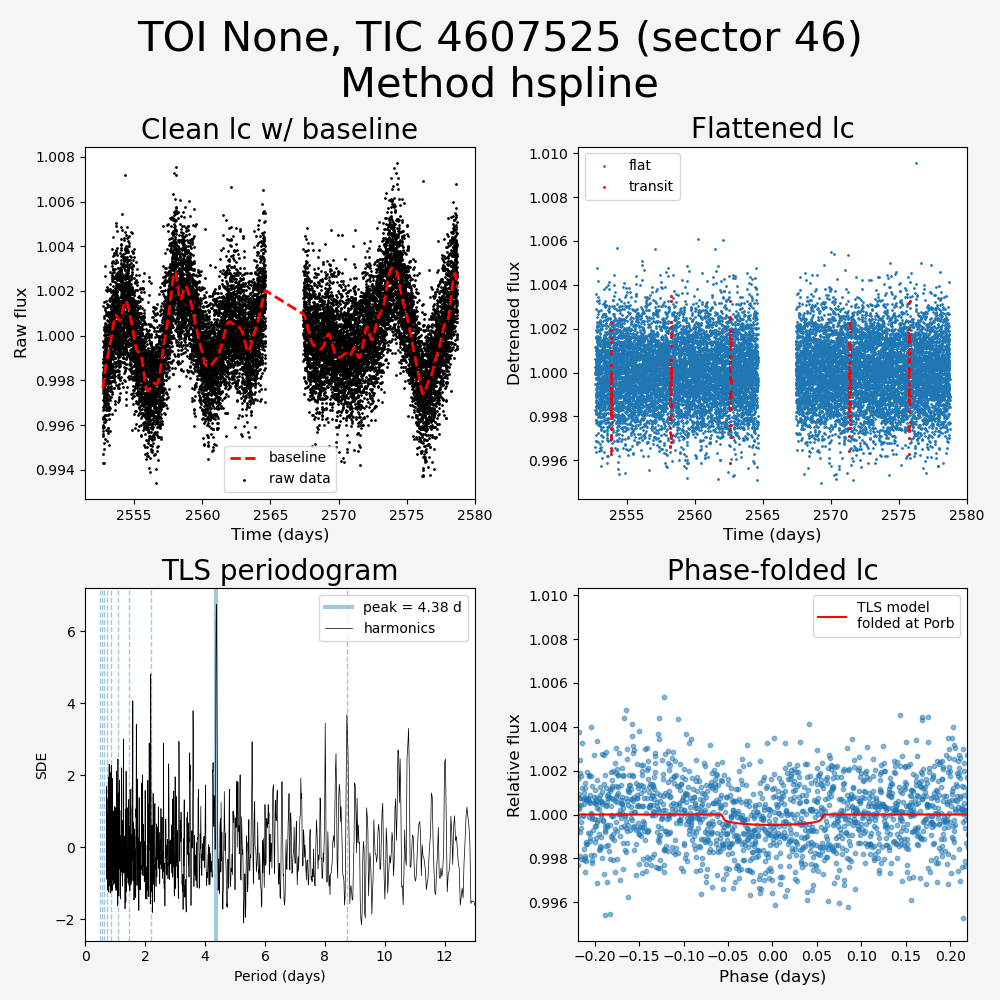 TOI None, TIC 4607525 (sector 46)
Method hspline
Clean lc w/ baseline
1.008
1.006
1.004
1.002
1.000
0.998
0.996
0.994
Raw flux
baseline
raw data
2555
2560
2565
2570
2575
2580
Time (days)
Flattened lc
flat
transit
1.010
1.008
1.006
1.004
1.002
1.000
0.998
0.996
Detrended flux
2555
2560
2565
2570
2575
2580
Time (days)
TLS periodogram
peak = 4.38 d
harmonics
6
4
2
0
−2
SDE
0
2
4
6
8
10
12
Period (days)
Phase-folded lc
TLS model
folded at Porb
1.010
1.008
1.006
1.004
1.002
1.000
0.998
0.996
Relative flux
−0.20
−0.15
−0.10
−0.05
0.00
0.05
0.10
0.15
0.20
Phase (days)